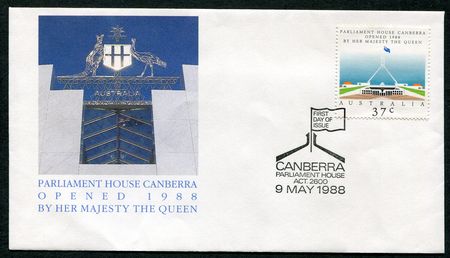 AUSTRALIA
PARLIAMENT HOUSE CANBERRA
OPENED 1988
BY HER MAJESTY THE QUEEN
PARLIAMENT HOUSE CANBERRA
OPENED 1988
BY HER MAJESTY THE QUEEN
AUSTRALIA
37c
FIRST
DAY OF
ISSUE
CANBERRA
PARLIAMENT HOUSE
ACT. 2600
9 MAY 1988